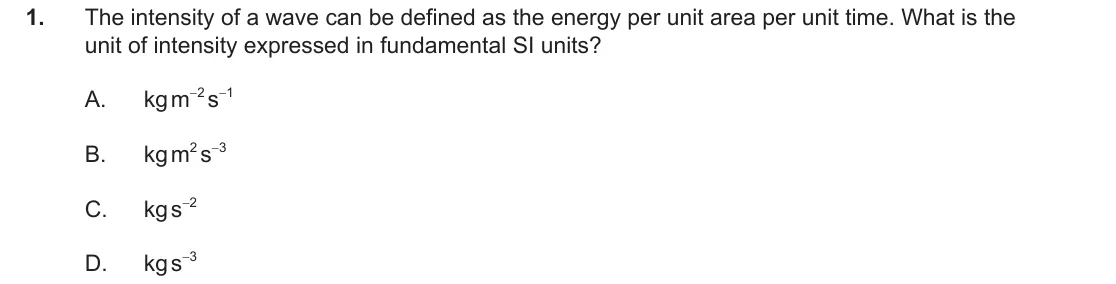 1. The intensity of a wave can be defined as the energy per unit area per unit time. What is the
unit of intensity expressed in fundamental SI units?
A. kg m⁻² s⁻¹
B. kg m² s⁻³
C. kg s⁻²
D. kg s⁻³